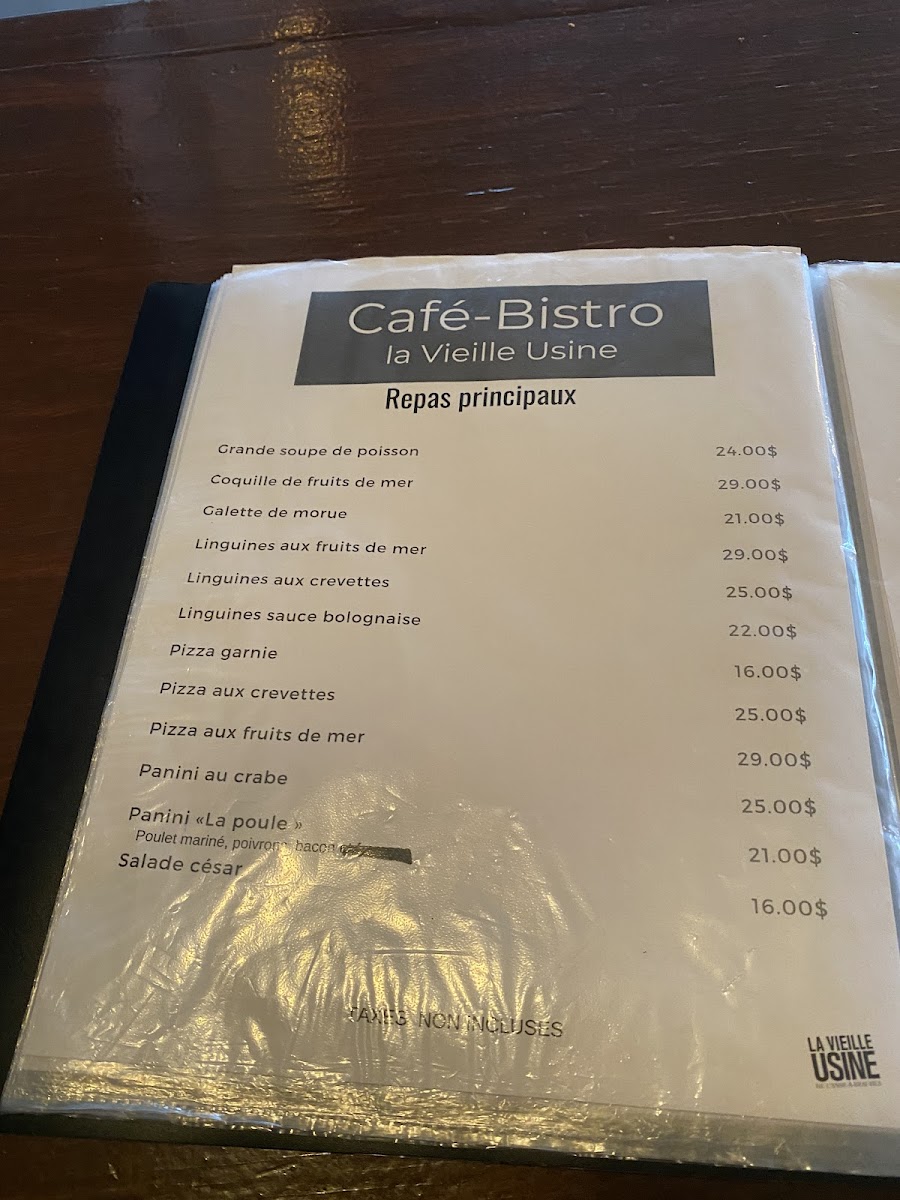 Café-Bistro
la Vieille Usine
Repas principaux
Grande soupe de poisson 24.00$
Coquille de fruits de mer 29.00$
Galette de morue 21.00$
Linguines aux fruits de mer 29.00$
Linguines aux crevettes 25.00$
Linguines sauce bolognaise 22.00$
Pizza garnie 16.00$
Pizza aux crevettes 25.00$
Pizza aux fruits de mer 29.00$
Panini au crabe 25.00$
Panini «La poule » 21.00$
Poulet mariné, poivrons, bacon
Salade césar 16.00$
TAXES NON INCLUSES
LA VIEILLE
USINE